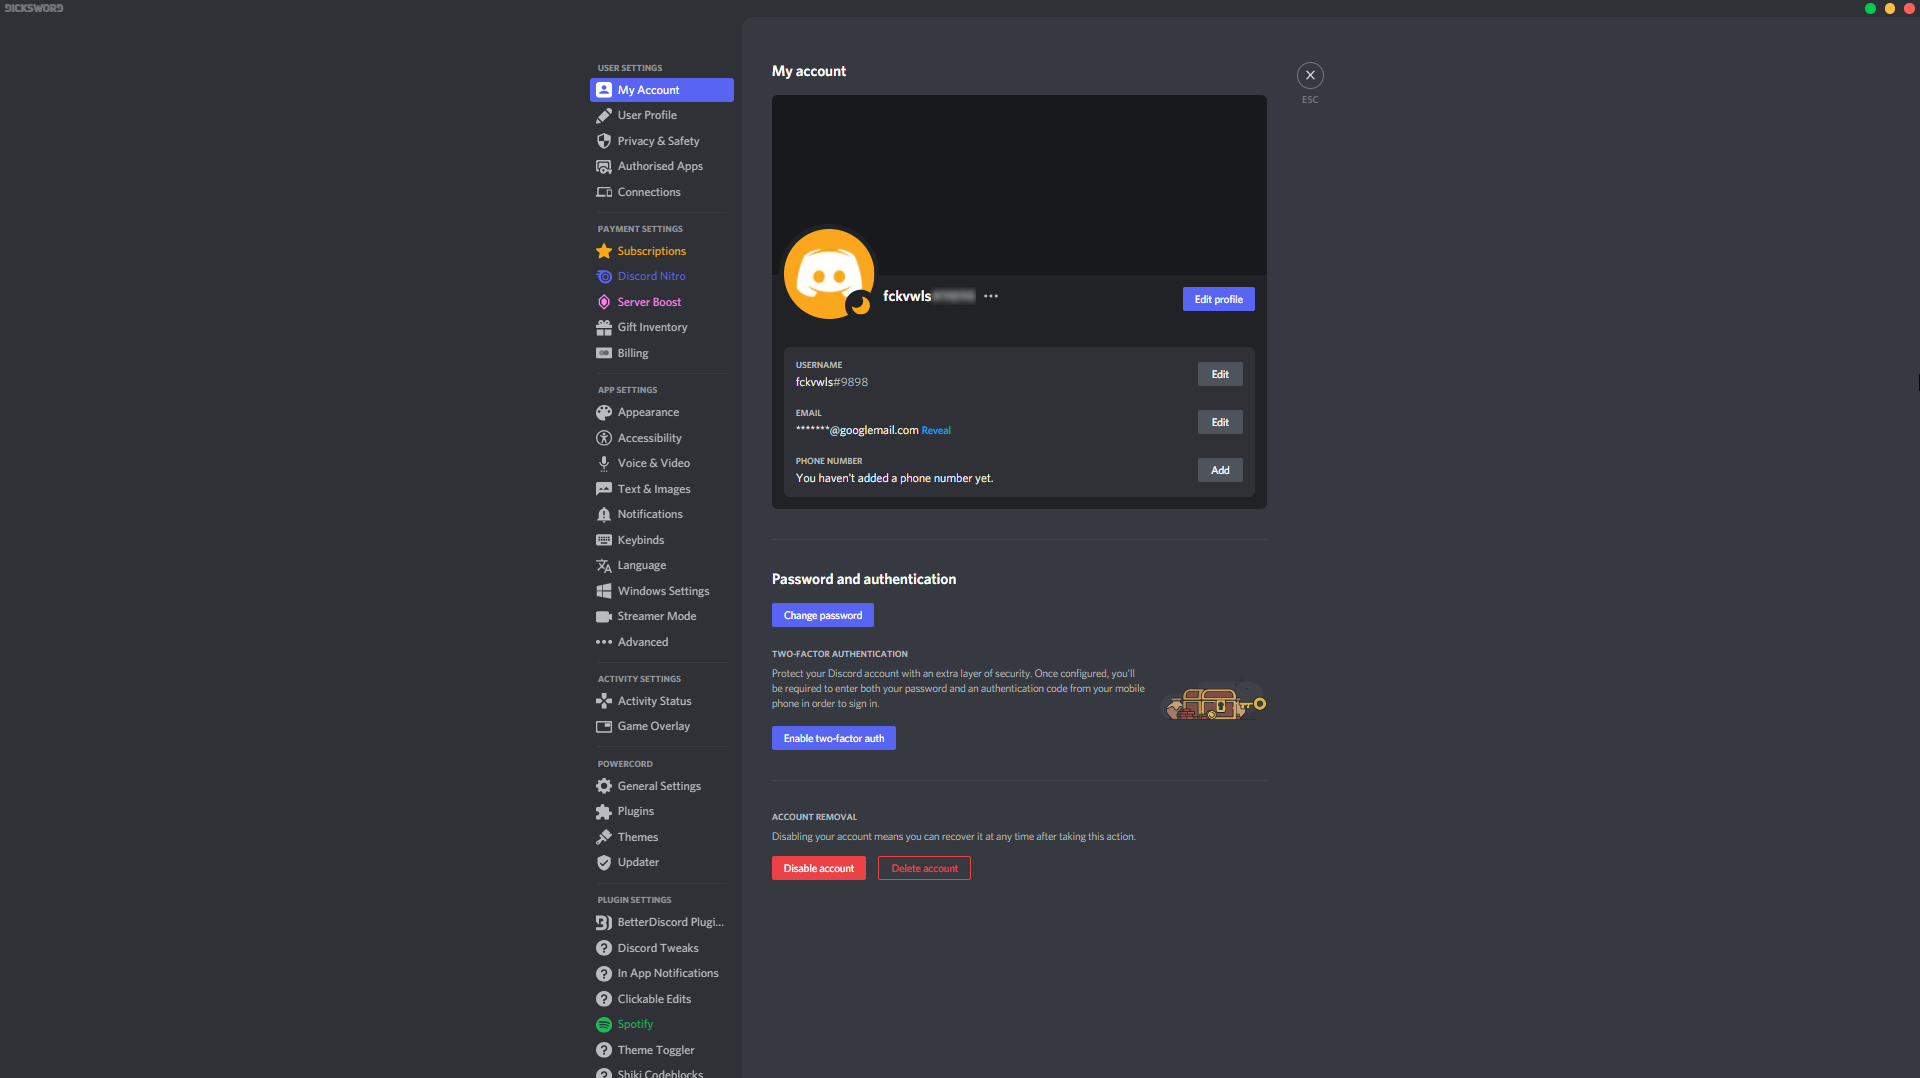 DICKSWORD
USER SETTINGS
My Account
User Profile
Privacy & Safety
Authorised Apps
Connections
PAYMENT SETTINGS
Subscriptions
Discord Nitro
Server Boost
Gift Inventory
Billing
APP SETTINGS
Appearance
Accessibility
Voice & Video
Text & Images
Notifications
Keybinds
Language
Windows Settings
Streamer Mode
Advanced
ACTIVITY SETTINGS
Activity Status
Game Overlay
POWERCORD
General Settings
Plugins
Themes
Updater
PLUGIN SETTINGS
BetterDiscord Plugi...
Discord Tweaks
In App Notifications
Clickable Edits
Spotify
Theme Toggler
Shiki Codeblocks
My account
ESC
fckvwls
Edit profile
USERNAME
fckvwls#9898
Edit
EMAIL
*******@googlemail.com Reveal
Edit
PHONE NUMBER
You haven't added a phone number yet.
Add
Password and authentication
Change password
TWO-FACTOR AUTHENTICATION
Protect your Discord account with an extra layer of security. Once configured, you'll
be required to enter both your password and an authentication code from your mobile
phone in order to sign in.
Enable two-factor auth
ACCOUNT REMOVAL
Disabling your account means you can recover it at any time after taking this action.
Disable account
Delete account